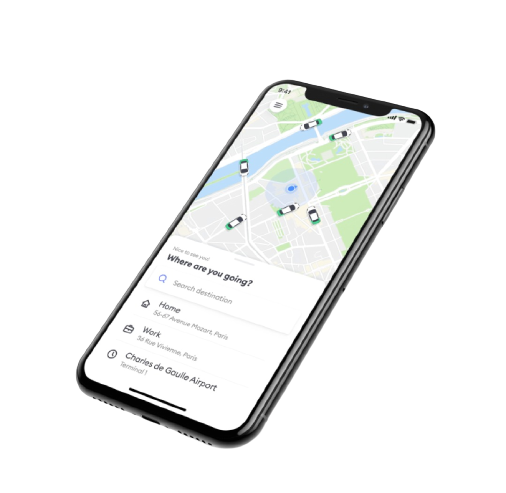 9:41
Nice to see you!
Where are you going?
Search destination
Home
56-67 Avenue Mozart, Paris
Work
36 Rue Vivienne, Paris
Charles de Gaulle Airport
Terminal 1